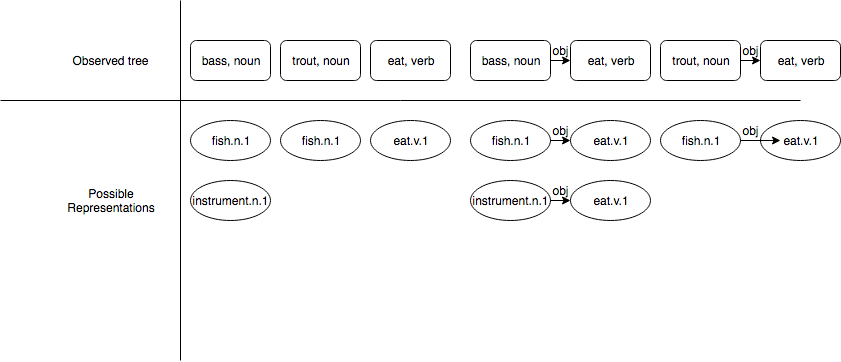 obj obj
Observed tree bass, noun trout, noun eat, verb bass, noun eat, verb trout, noun eat, verb
obj obj
fish.n.1 fish.n.1 eat.v.1 fish.n.1 eat.v.1 fish.n.1 eat.v.1
Possible
Representations
obj
instrument.n.1 instrument.n.1 eat.v.1